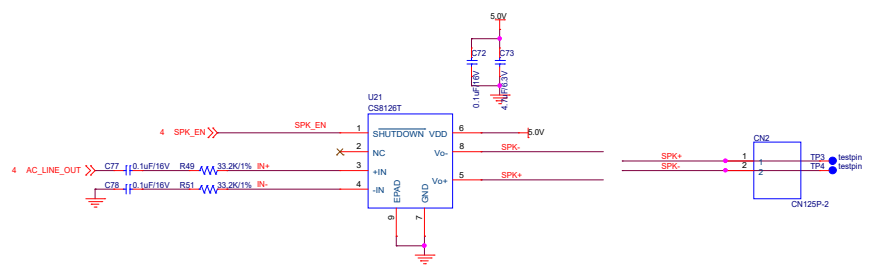 5.0V
C72
C73
0.1uF/16V
4.7uF/6.3V
U21
CS8126T
4 SPK_EN
SPK_EN
1
SHUTDOWN
VDD
6
5.0V
2
NC
Vo-
8
SPK-
4 AC_LINE_OUT
C77
0.1uF/16V
R49
33.2K/1%
IN+
3
+IN
C78
0.1uF/16V
R51
33.2K/1%
IN-
4
-IN
Vo+
5
SPK+
EPAD
GND
9
7
CN2
SPK+
1
1
TP3
testpin
SPK-
2
2
TP4
testpin
CN125P-2